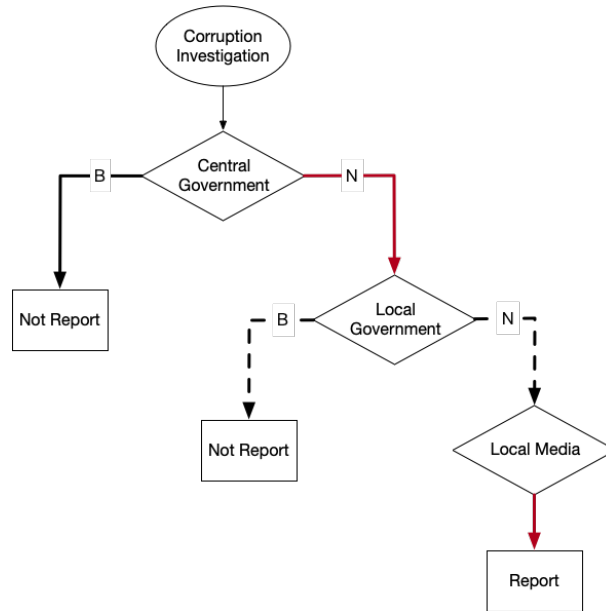 Corruption
Investigation
Central
Government
B
N
Not Report
Local
Government
B
N
Not Report
Local Media
Report